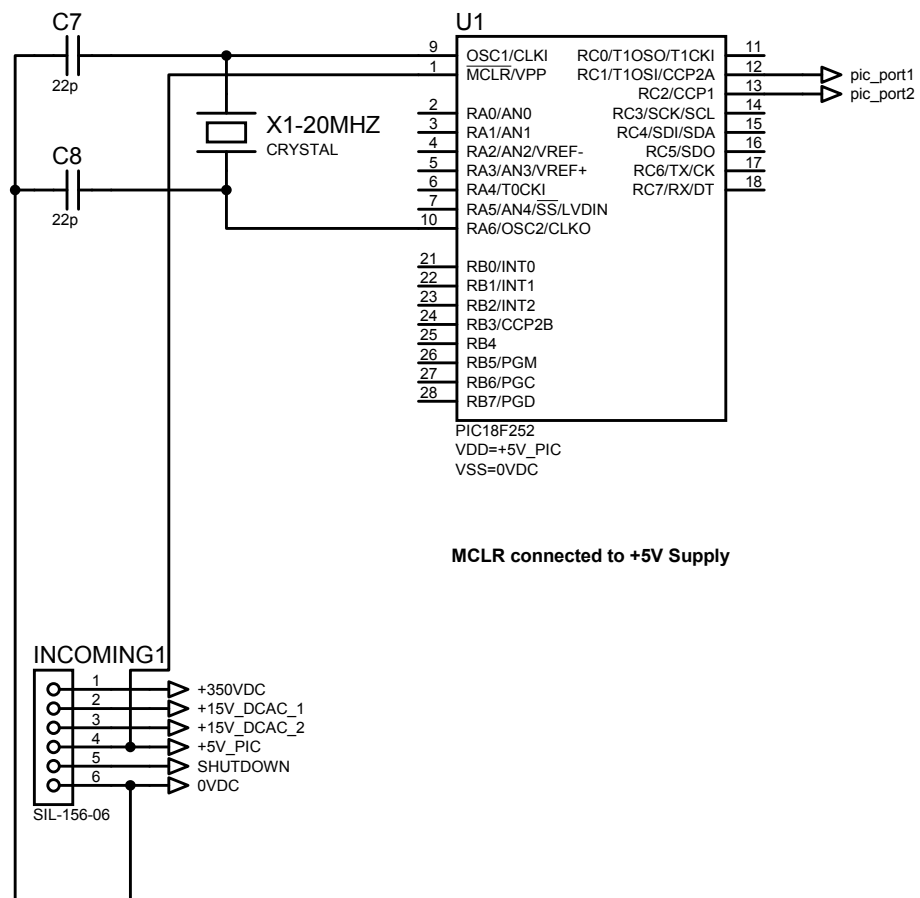 C7
22p
C8
22p
X1-20MHZ
CRYSTAL
U1
9 OSC1/CLKI
1 MCLR/VPP
2 RA0/AN0
3 RA1/AN1
4 RA2/AN2/VREF-
5 RA3/AN3/VREF+
6 RA4/T0CKI
7 RA5/AN4/SS/LVDIN
10 RA6/OSC2/CLKO
21 RB0/INT0
22 RB1/INT1
23 RB2/INT2
24 RB3/CCP2B
25 RB4
26 RB5/PGM
27 RB6/PGC
28 RB7/PGD
RC0/T1OSO/T1CKI 11
RC1/T1OSI/CCP2A 12 pic_port1
RC2/CCP1 13 pic_port2
RC3/SCK/SCL 14
RC4/SDI/SDA 15
RC5/SDO 16
RC6/TX/CK 17
RC7/RX/DT 18
PIC18F252
VDD=+5V_PIC
VSS=0VDC
MCLR connected to +5V Supply
INCOMING1
1 +350VDC
2 +15V_DCAC_1
3 +15V_DCAC_2
4 +5V_PIC
5 SHUTDOWN
6 0VDC
SIL-156-06